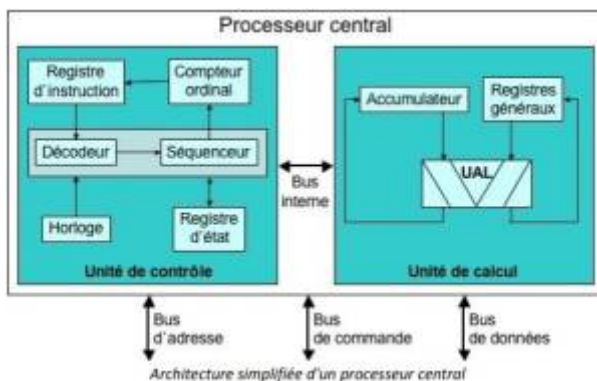 Processeur central
Registre
d'instruction
Compteur
ordinal
Décodeur
Séquenceur
Horloge
Registre
d'état
Unité de contrôle
Bus
interne
Accumulateur
Registres
généraux
UAL
Unité de calcul
Bus
d'adresse
Bus
de commande
Bus
de données
Architecture simplifiée d'un processeur central